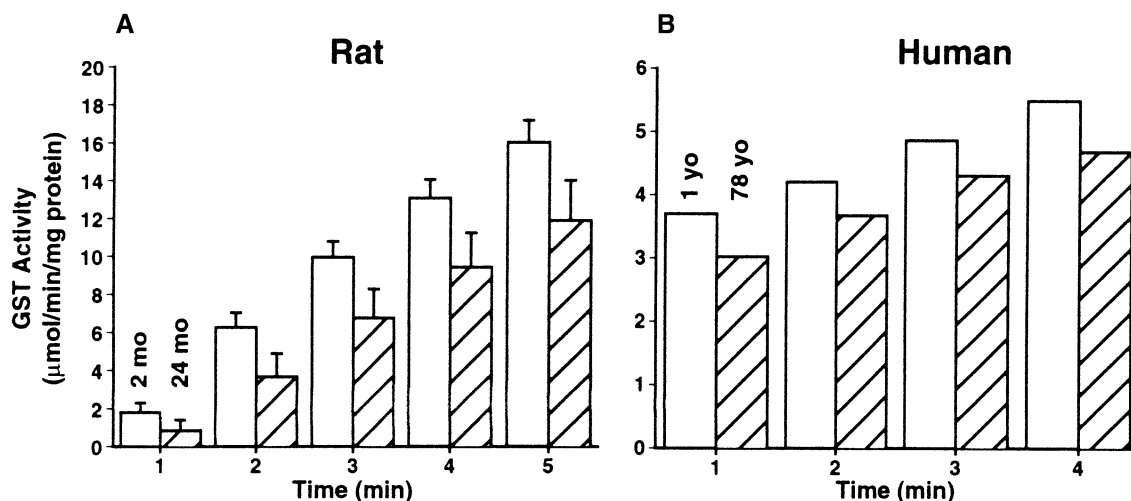 A
Rat
GST Activity
(µmol/min/mg protein)
20
18
16
14
12
10
8
6
4
2
0
2 mo
24 mo
1 2 3 4 5
Time (min)
B
Human
6
5
4
3
2
1
0
1 yo
78 yo
1 2 3 4
Time (min)